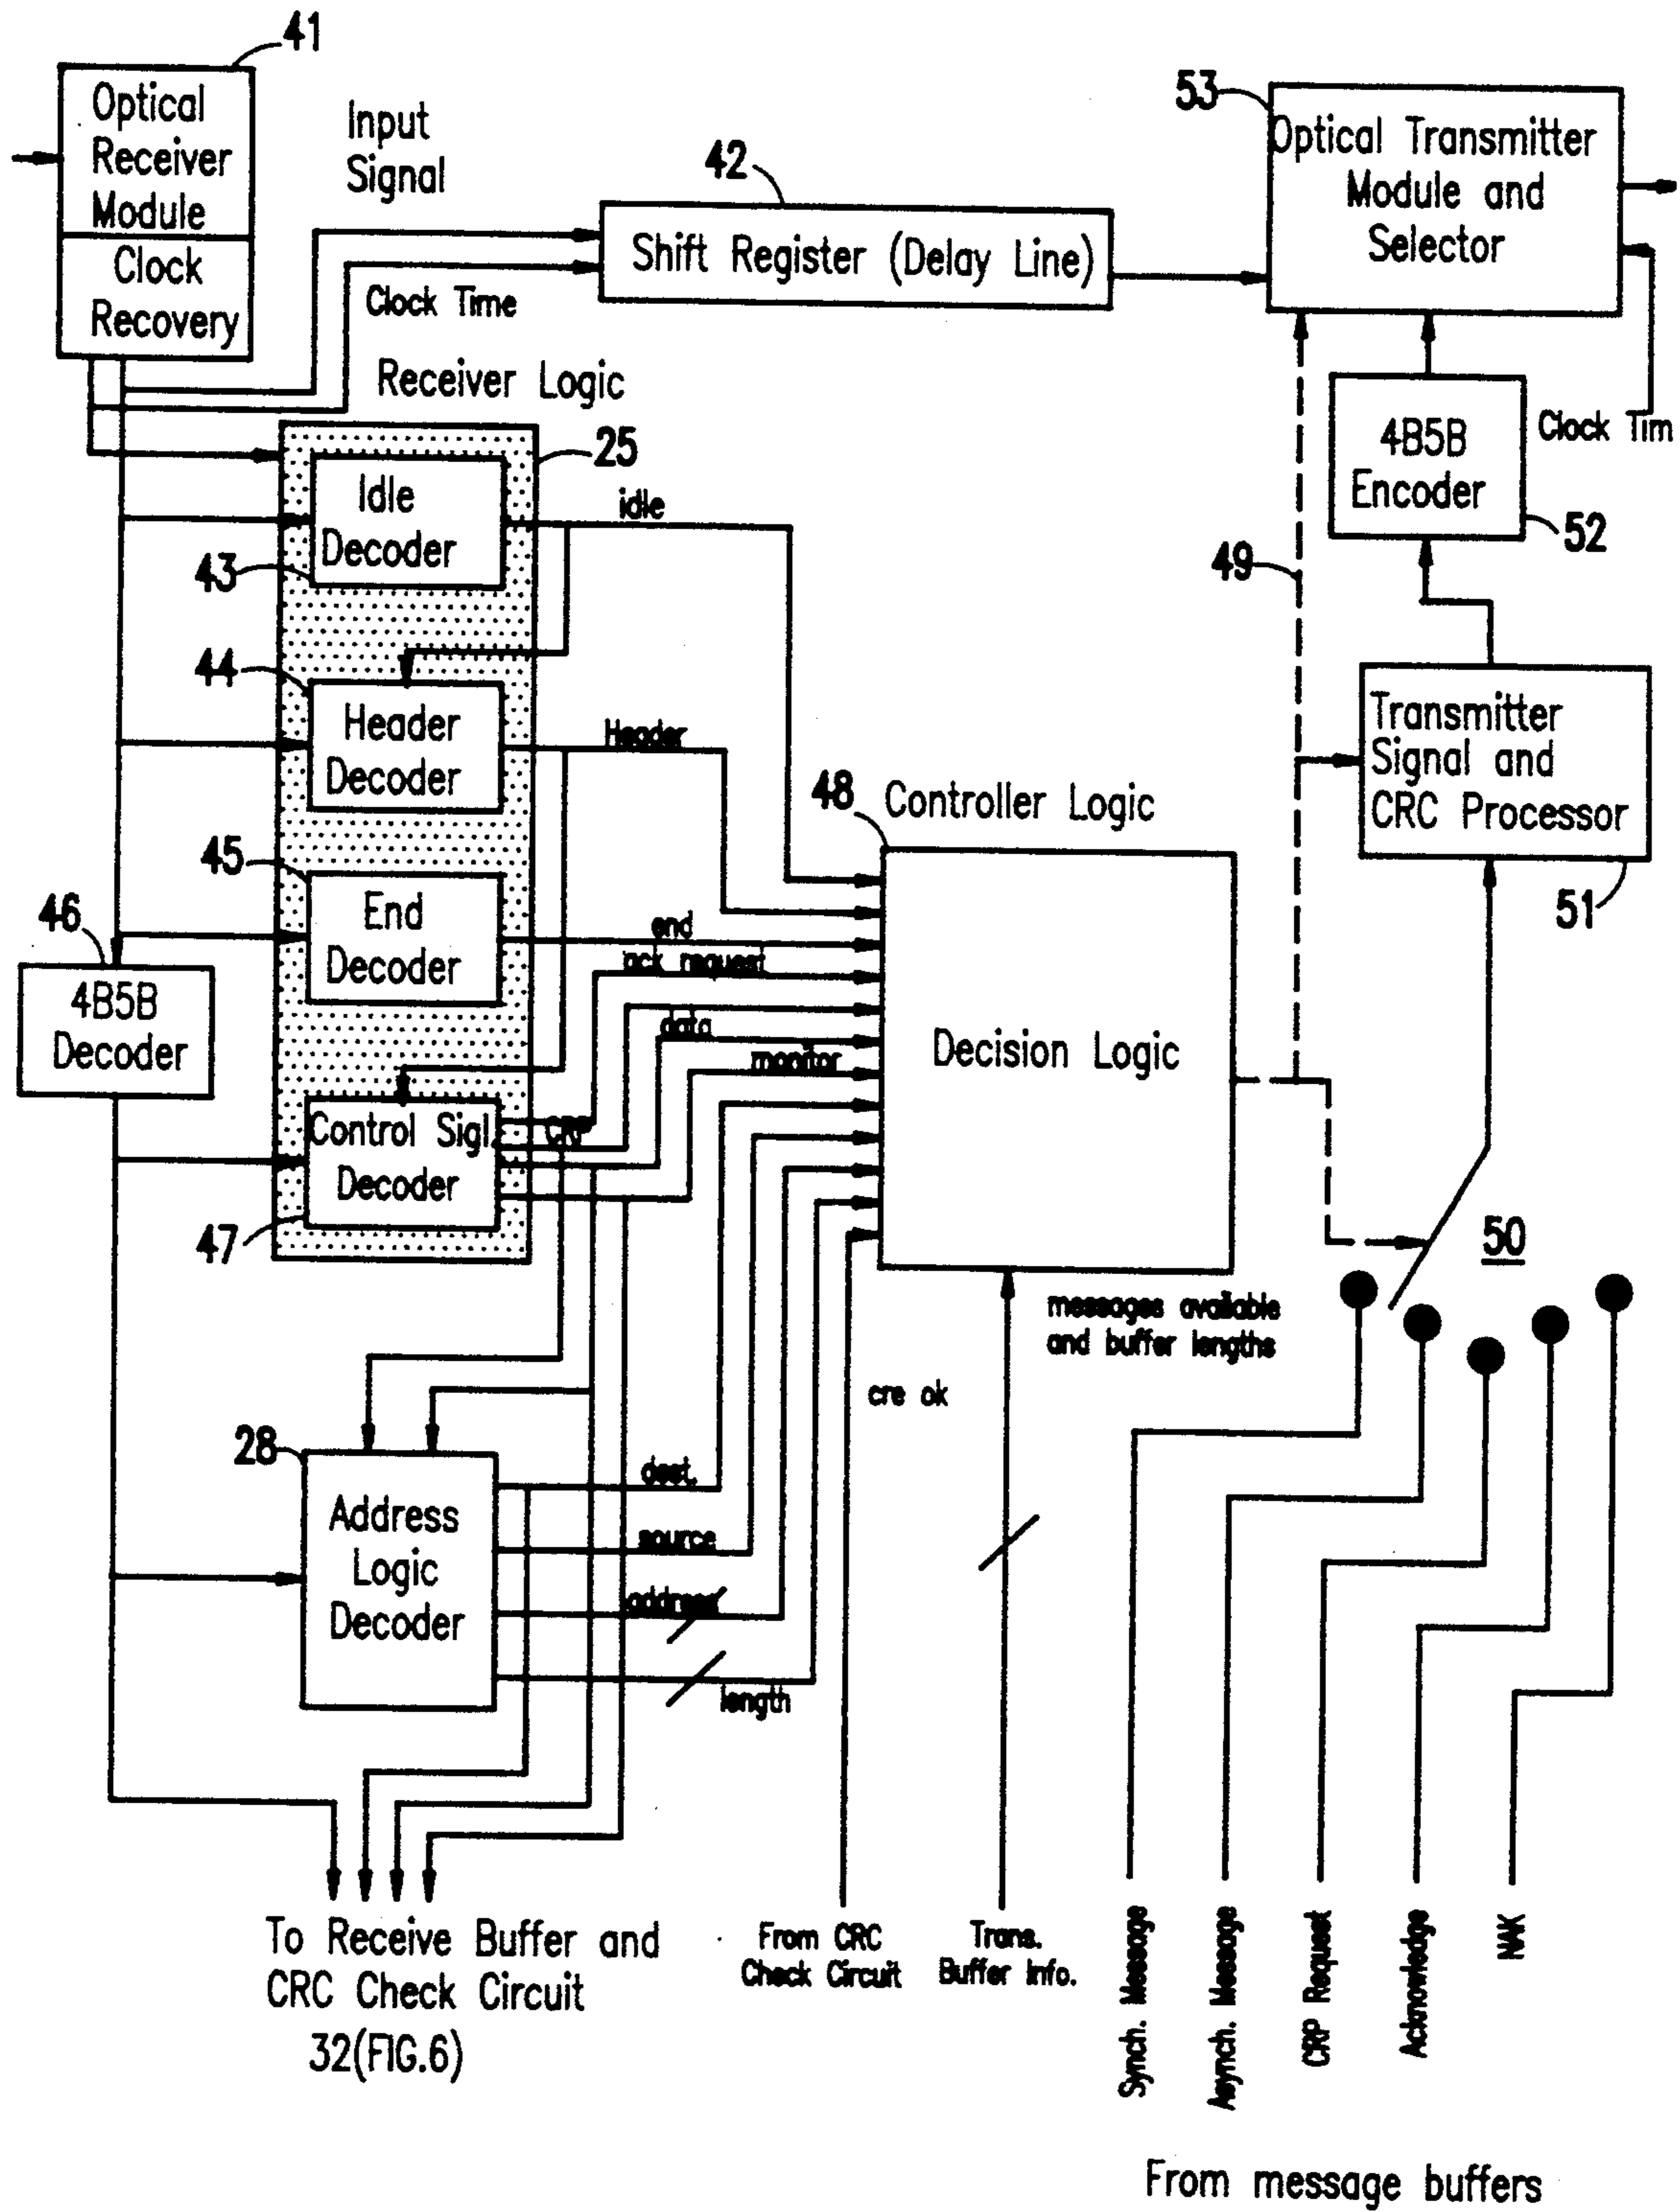 41
Optical
Receiver
Module
Clock
Recovery
Input
Signal
Clock Time
42
Shift Register (Delay Line)
53
Optical Transmitter
Module and
Selector
Clock Tim
4B5B
Encoder
52
49
Transmitter
Signal and
CRC Processor
51
Receiver Logic
25
Idle
Decoder
43
idle
44
Header
Decoder
Header
45
End
Decoder
end
ack request
data
monitor
46
4B5B
Decoder
Control Sigl.
Decoder
47
CRP
48
Controller Logic
Decision Logic
50
messages available
and buffer lengths
cre ok
28
Address
Logic
Decoder
dest.
source
address
length
To Receive Buffer and
CRC Check Circuit
32(FIG.6)
From CRC
Check Circuit
Trans.
Buffer Info.
Synch. Message
Asynch. Message
CRP Request
Acknowledge
NAK
From message buffers